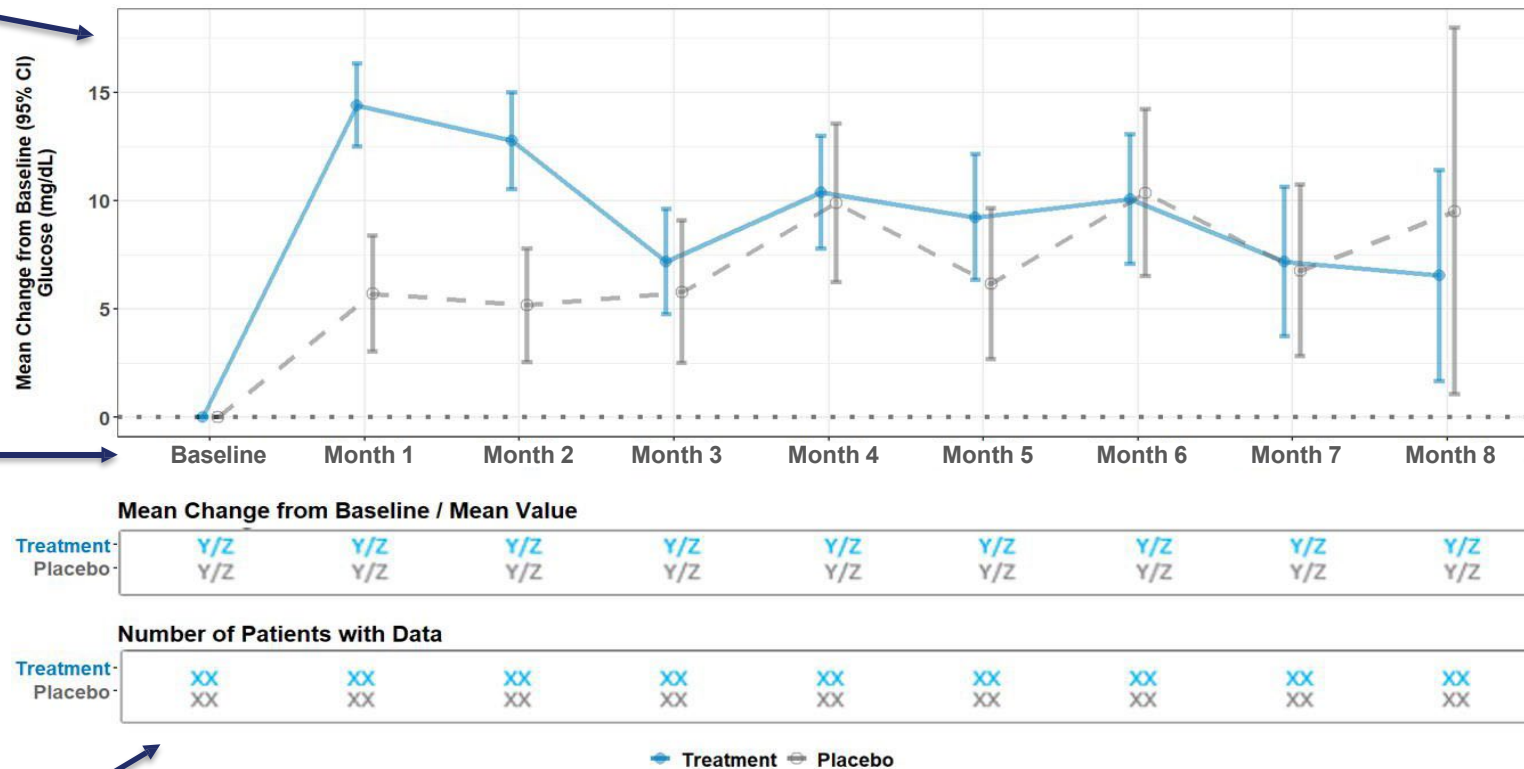 Mean Change from Baseline (95% CI)
Glucose (mg/dL)
15
10
5
0
Baseline Month 1 Month 2 Month 3 Month 4 Month 5 Month 6 Month 7 Month 8
Mean Change from Baseline / Mean Value
Treatment Y/Z Y/Z Y/Z Y/Z Y/Z Y/Z Y/Z Y/Z Y/Z
Placebo Y/Z Y/Z Y/Z Y/Z Y/Z Y/Z Y/Z Y/Z Y/Z
Number of Patients with Data
Treatment XX XX XX XX XX XX XX XX XX
Placebo XX XX XX XX XX XX XX XX XX
Treatment Placebo